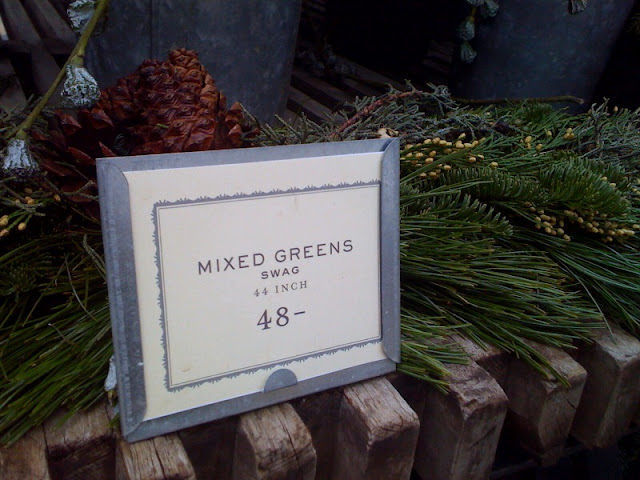 MIXED GREENS
SWAG
44 INCH
48–